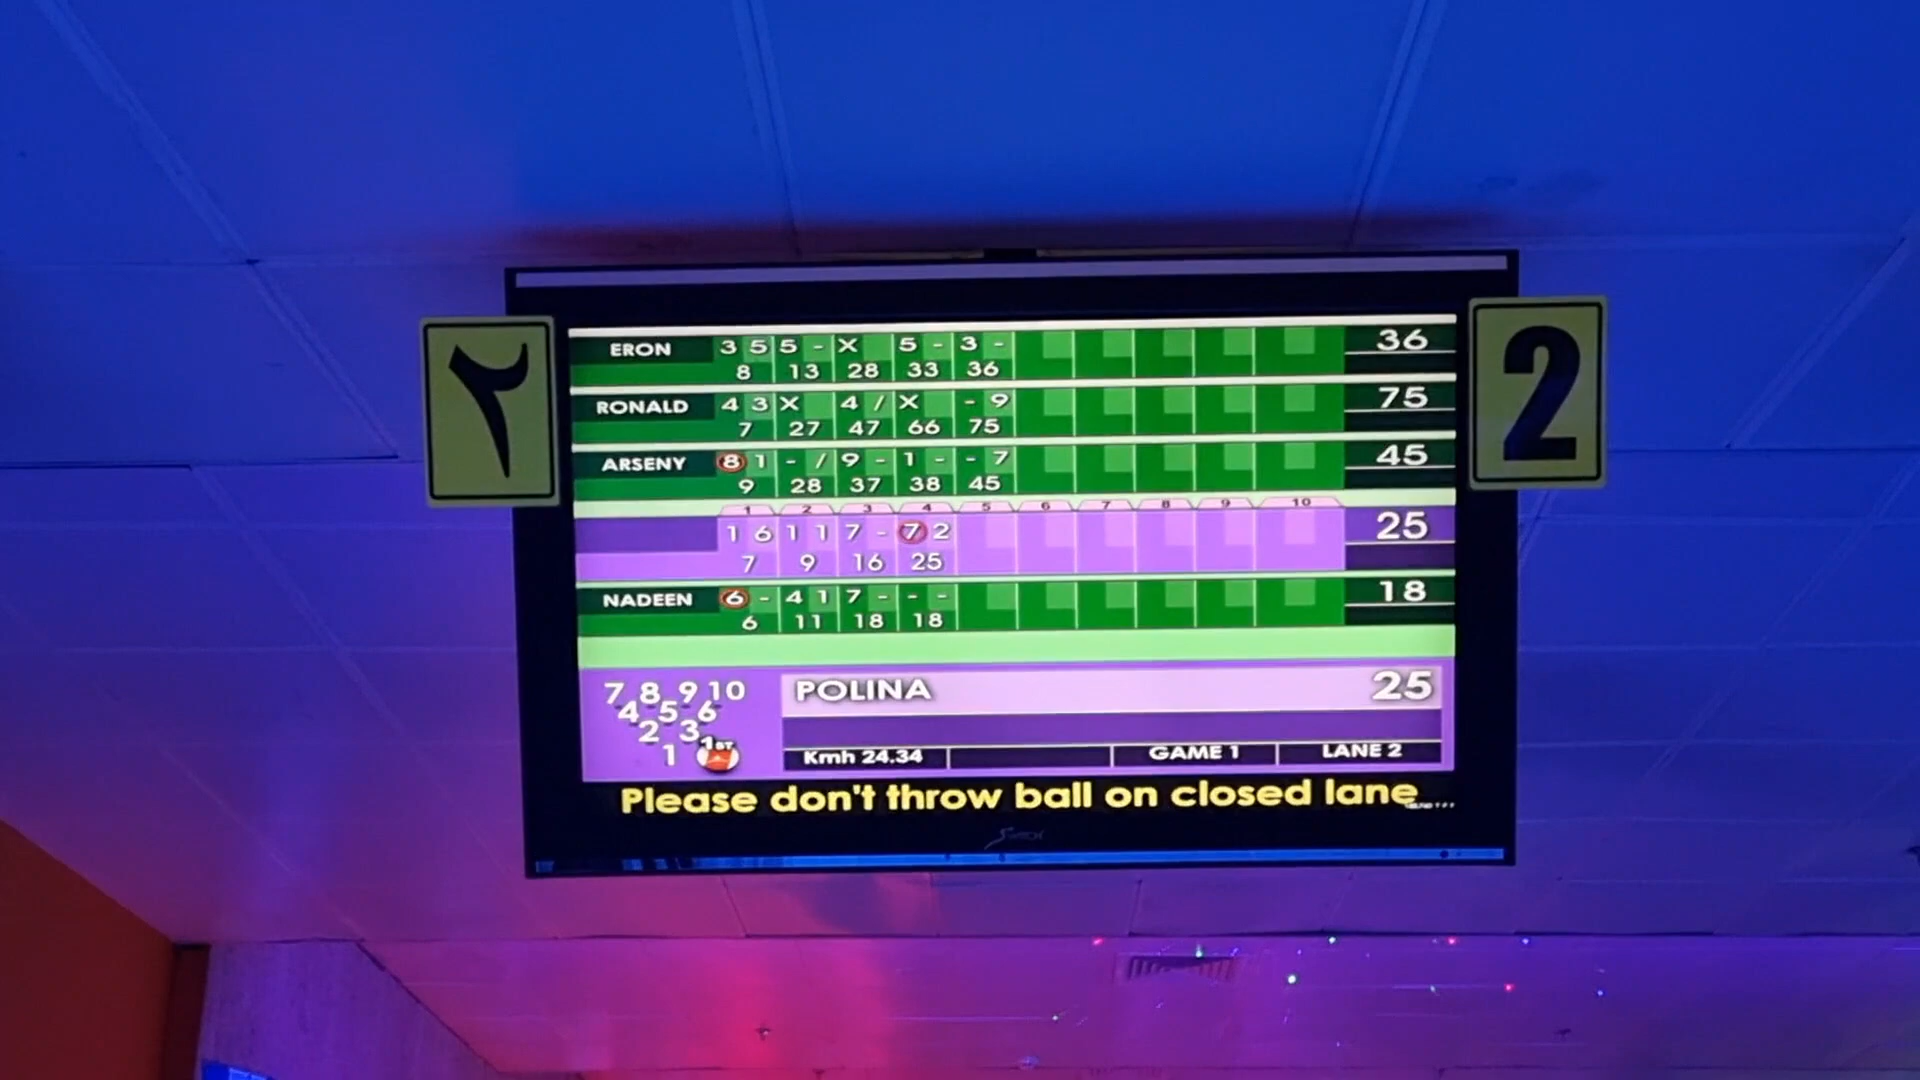 ٢
2
ERON 3 5 5 - X 5 - 3 - 36
8 13 28 33 36
RONALD 4 3 X 4 / X - 9 75
7 27 47 66 75
ARSENY 8 1 - / 9 - 1 - - 7 45
9 28 37 38 45
1 2 3 4 5 6 7 8 9 10
1 6 1 1 7 - 7 2 25
7 9 16 25
NADEEN 6 - 4 1 7 - - - 18
6 11 18 18
7 8 9 10
4 5 6
2 3
1 1ST
POLINA 25
Kmh 24.34 GAME 1 LANE 2
Please don't throw ball on closed lane